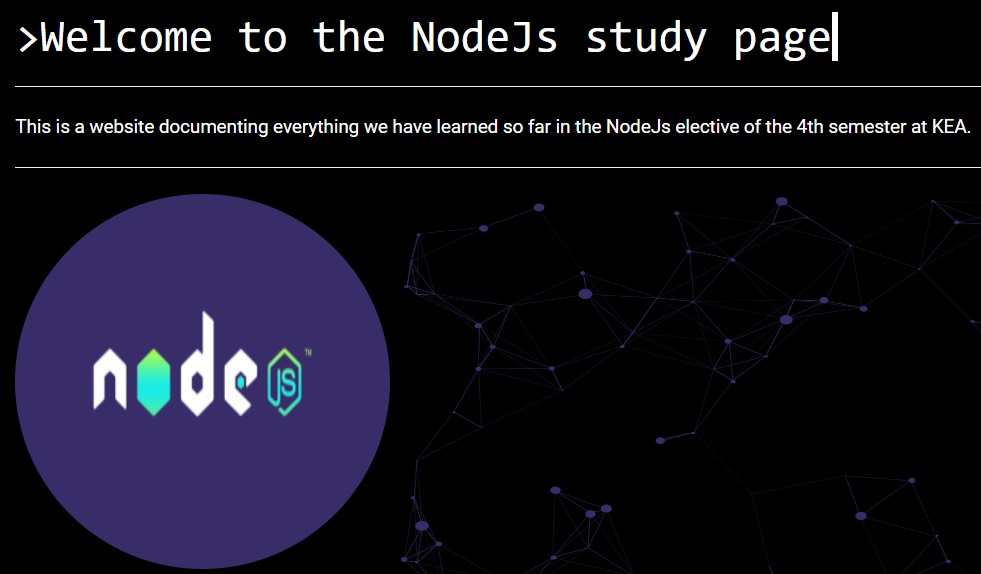 >Welcome to the NodeJs study page
This is a website documenting everything we have learned so far in the NodeJs elective of the 4th semester at KEA.
node JS ™